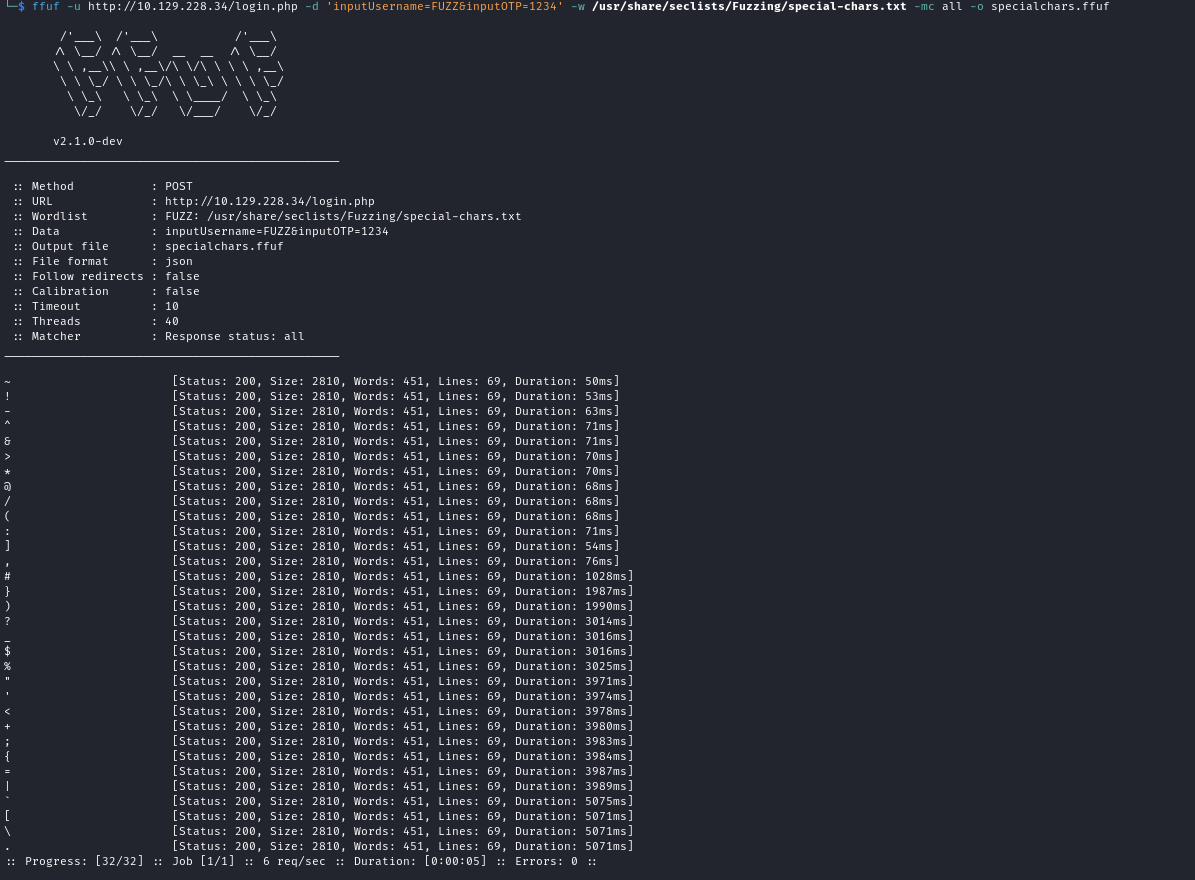 └─$ ffuf -u http://10.129.228.34/login.php -d 'inputUsername=FUZZ&inputOTP=1234' -w /usr/share/seclists/Fuzzing/special-chars.txt -mc all -o specialchars.ffuf
        /'___\  /'___\           /'___\
       /\ \__/ /\ \__/  __  __  /\ \__/
       \ \ ,__\\ \ ,__\/\ \/\ \ \ \ ,__\
        \ \ \_/ \ \ \_/\ \ \_\ \ \ \ \_/
         \ \_\   \ \_\  \ \____/  \ \_\
          \/_/    \/_/   \/___/    \/_/
       v2.1.0-dev
________________________________________________
 :: Method           : POST
 :: URL              : http://10.129.228.34/login.php
 :: Wordlist         : FUZZ: /usr/share/seclists/Fuzzing/special-chars.txt
 :: Data             : inputUsername=FUZZ&inputOTP=1234
 :: Output file      : specialchars.ffuf
 :: File format      : json
 :: Follow redirects : false
 :: Calibration      : false
 :: Timeout          : 10
 :: Threads          : 40
 :: Matcher          : Response status: all
________________________________________________
~                       [Status: 200, Size: 2810, Words: 451, Lines: 69, Duration: 50ms]
!                       [Status: 200, Size: 2810, Words: 451, Lines: 69, Duration: 53ms]
-                       [Status: 200, Size: 2810, Words: 451, Lines: 69, Duration: 63ms]
^                       [Status: 200, Size: 2810, Words: 451, Lines: 69, Duration: 71ms]
&                       [Status: 200, Size: 2810, Words: 451, Lines: 69, Duration: 71ms]
>                       [Status: 200, Size: 2810, Words: 451, Lines: 69, Duration: 70ms]
*                       [Status: 200, Size: 2810, Words: 451, Lines: 69, Duration: 70ms]
@                       [Status: 200, Size: 2810, Words: 451, Lines: 69, Duration: 68ms]
/                       [Status: 200, Size: 2810, Words: 451, Lines: 69, Duration: 68ms]
(                       [Status: 200, Size: 2810, Words: 451, Lines: 69, Duration: 68ms]
:                       [Status: 200, Size: 2810, Words: 451, Lines: 69, Duration: 71ms]
]                       [Status: 200, Size: 2810, Words: 451, Lines: 69, Duration: 54ms]
,                       [Status: 200, Size: 2810, Words: 451, Lines: 69, Duration: 76ms]
#                       [Status: 200, Size: 2810, Words: 451, Lines: 69, Duration: 1028ms]
}                       [Status: 200, Size: 2810, Words: 451, Lines: 69, Duration: 1987ms]
)                       [Status: 200, Size: 2810, Words: 451, Lines: 69, Duration: 1990ms]
?                       [Status: 200, Size: 2810, Words: 451, Lines: 69, Duration: 3014ms]
_                       [Status: 200, Size: 2810, Words: 451, Lines: 69, Duration: 3016ms]
$                       [Status: 200, Size: 2810, Words: 451, Lines: 69, Duration: 3016ms]
%                       [Status: 200, Size: 2810, Words: 451, Lines: 69, Duration: 3025ms]
"                       [Status: 200, Size: 2810, Words: 451, Lines: 69, Duration: 3971ms]
'                       [Status: 200, Size: 2810, Words: 451, Lines: 69, Duration: 3974ms]
<                       [Status: 200, Size: 2810, Words: 451, Lines: 69, Duration: 3978ms]
+                       [Status: 200, Size: 2810, Words: 451, Lines: 69, Duration: 3980ms]
;                       [Status: 200, Size: 2810, Words: 451, Lines: 69, Duration: 3983ms]
{                       [Status: 200, Size: 2810, Words: 451, Lines: 69, Duration: 3984ms]
=                       [Status: 200, Size: 2810, Words: 451, Lines: 69, Duration: 3987ms]
|                       [Status: 200, Size: 2810, Words: 451, Lines: 69, Duration: 3989ms]
`                       [Status: 200, Size: 2810, Words: 451, Lines: 69, Duration: 5075ms]
[                       [Status: 200, Size: 2810, Words: 451, Lines: 69, Duration: 5071ms]
\                       [Status: 200, Size: 2810, Words: 451, Lines: 69, Duration: 5071ms]
.                       [Status: 200, Size: 2810, Words: 451, Lines: 69, Duration: 5071ms]
:: Progress: [32/32] :: Job [1/1] :: 6 req/sec :: Duration: [0:00:05] :: Errors: 0 ::